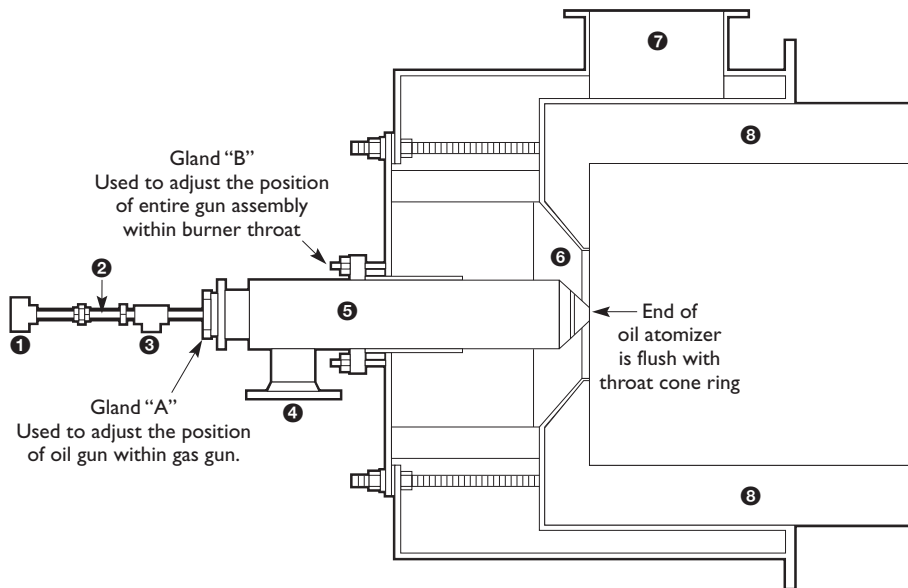 ❼
❽
Gland “B”
Used to adjust the position
of entire gun assembly
within burner throat
❻
❷
❺
End of
oil atomizer
is flush with
throat cone ring
❶
❸
❹
Gland “A”
Used to adjust the position
of oil gun within gas gun.
❽